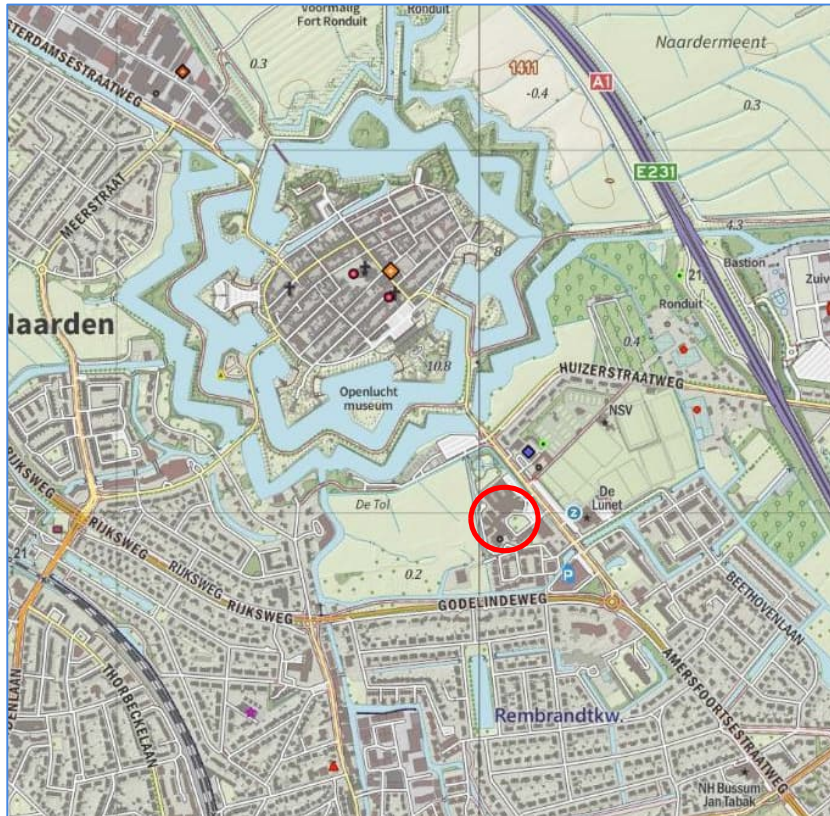 Voormalig
Fort Ronduit
Ronduit
STERDAMSESTRAATWEG
0.3
1411
-0.4
A1
Naardermeent
0.3
E231
MEERSTRAAT
4.3
8
Bastion
21
Zuiv
Ronduit
Naarden
0.4
10.8
HUIZERSTRAATWEG
Openlucht
museum
NSV
RIJKSWEG
De Tol
De
Lunet
Z
21
RIJKSWEG
P
0.2
RIJKSWEG
RIJKSWEG
GODELINDEWEG
BEETHOVENLAAN
THORBECKELAAN
DENLAAN
AMERSFOORTSESTRAATWEG
Rembrandtkw.
NH Bussum
Jan Tabak